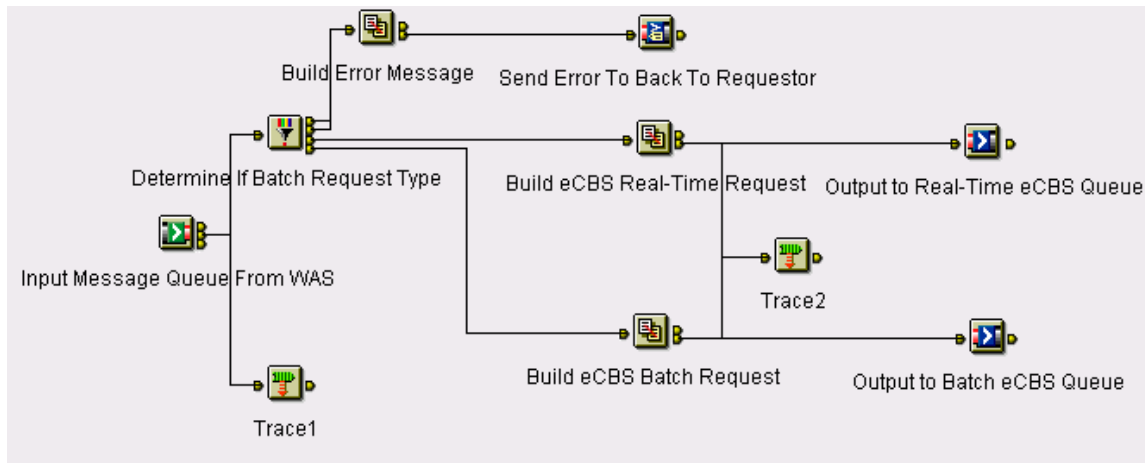 Build Error Message
Send Error To Back To Requestor
Determine If Batch Request Type
Build eCBS Real-Time Request
Output to Real-Time eCBS Queue
Input Message Queue From WAS
Trace2
Build eCBS Batch Request
Output to Batch eCBS Queue
Trace1